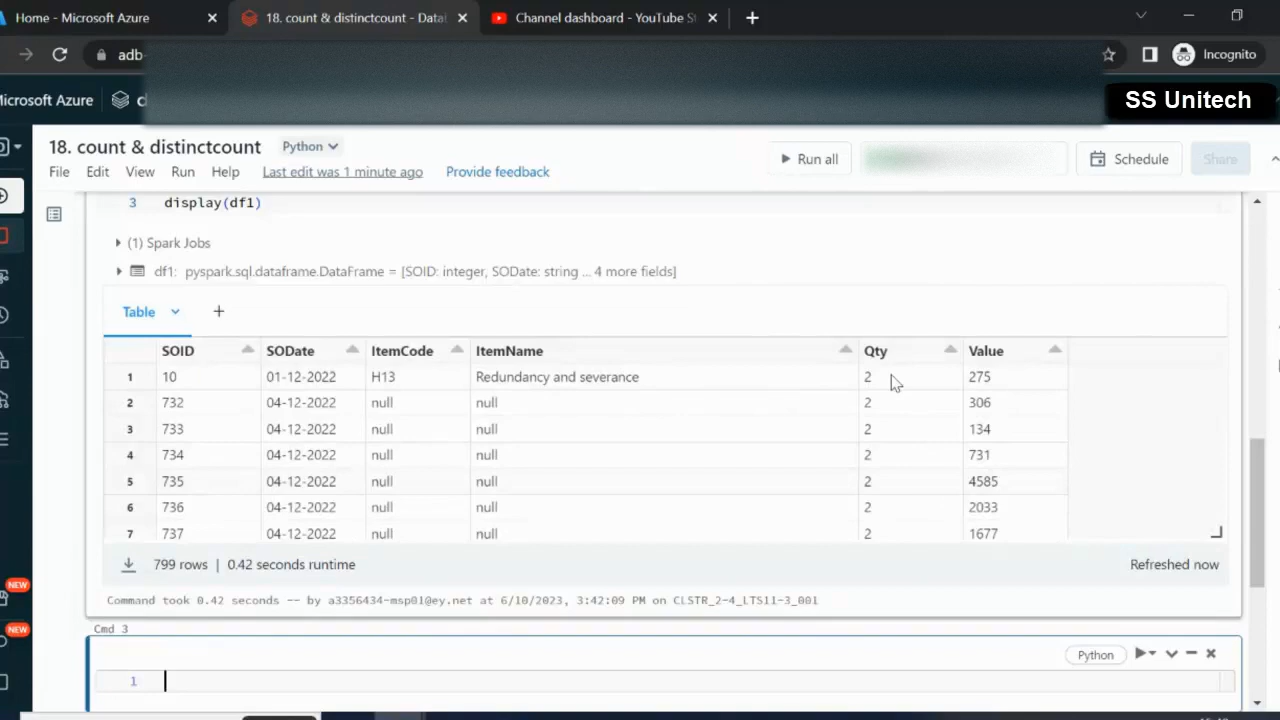 Home - Microsoft Azure
18. count & distinctcount - Data
Channel dashboard - YouTube S
adb-
Incognito
Microsoft Azure
SS Unitech
18. count & distinctcount
Python
Run all
Schedule
Share
File Edit View Run Help Last edit was 1 minute ago Provide feedback
3 display(df1)
(1) Spark Jobs
df1: pyspark.sql.dataframe.DataFrame = [SOID: integer, SODate: string ... 4 more fields]
Table +
SOID SODate ItemCode ItemName Qty Value
1 10 01-12-2022 H13 Redundancy and severance 2 275
2 732 04-12-2022 null null 2 306
3 733 04-12-2022 null null 2 134
4 734 04-12-2022 null null 2 731
5 735 04-12-2022 null null 2 4585
6 736 04-12-2022 null null 2 2033
7 737 04-12-2022 null null 2 1677
799 rows | 0.42 seconds runtime
Refreshed now
Command took 0.42 seconds -- by a3356434-msp01@ey.net at 6/10/2023, 3:42:09 PM on CLSTR_2-4_LTS11-3_001
NEW
Cmd 3
NEW
Python
1